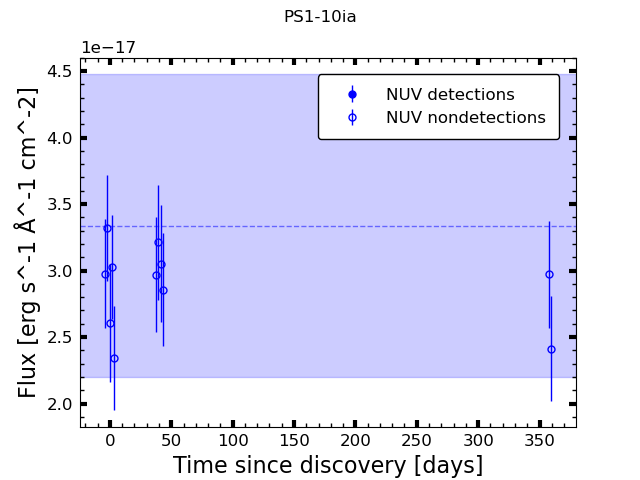 PS1-10ia
1e−17
Flux [erg s^-1 Å^-1 cm^-2]
4.5
4.0
3.5
3.0
2.5
2.0
NUV detections
NUV nondetections
0 50 100 150 200 250 300 350
Time since discovery [days]